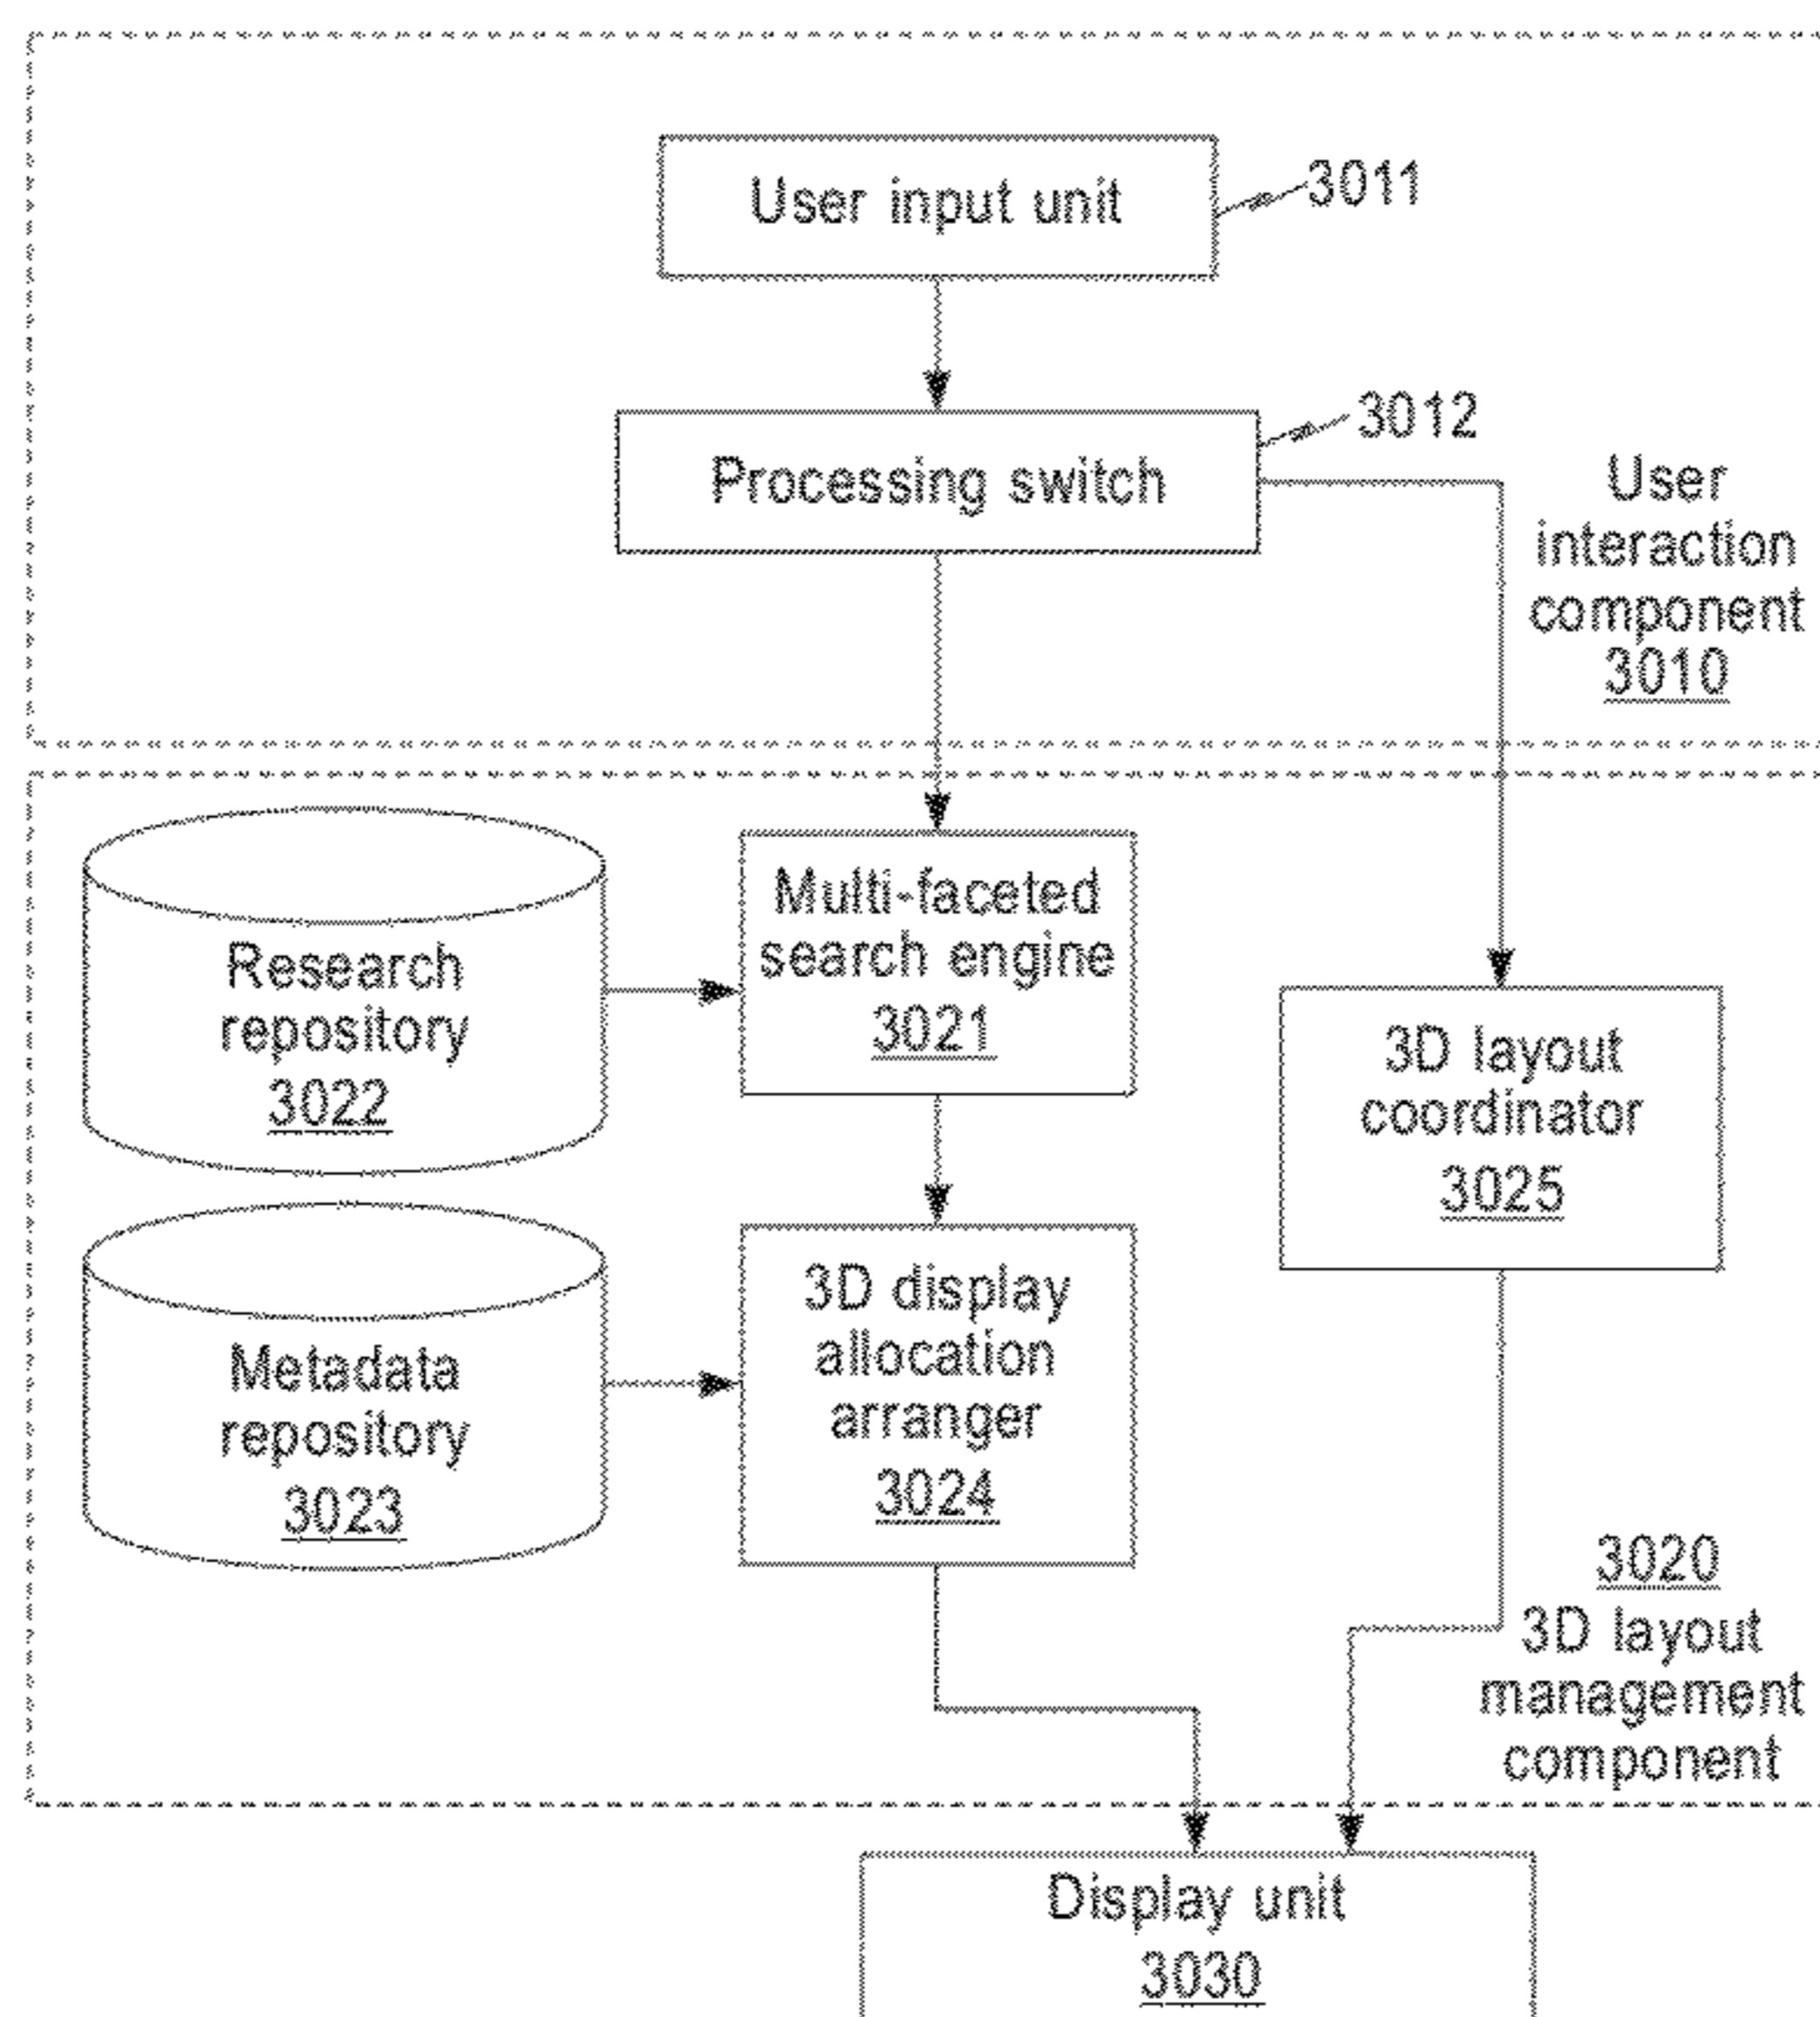 User input unit
3011
Processing switch
3012
User
interaction
component
3010
Research
repository
3022
Multi-faceted
search engine
3021
3D layout
coordinator
3025
Metadata
repository
3023
3D display
allocation
arranger
3024
3020
3D layout
management
component
Display unit
3030